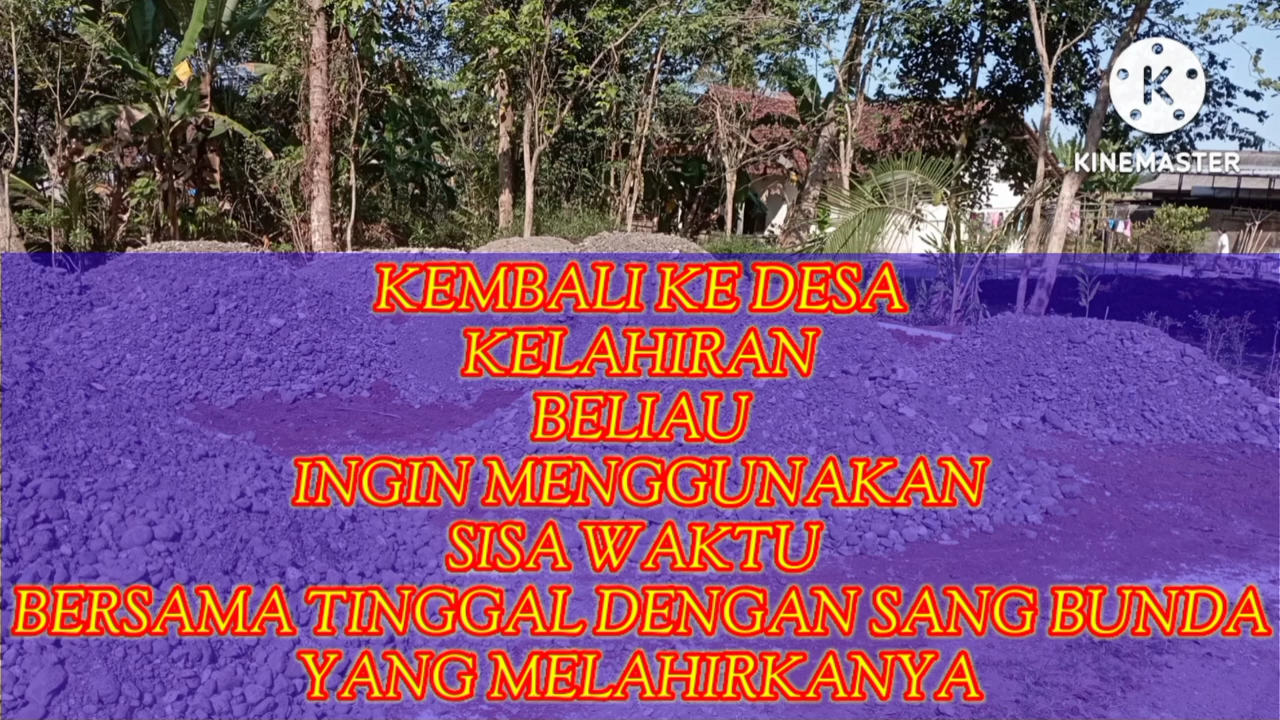 K
KINEMASTER
KEMBALI KE DESA
KELAHIRAN
BELIAU
INGIN MENGGUNAKAN
SISA WAKTU
BERSAMA TINGGAL DENGAN SANG BUNDA
YANG MELAHIRKANYA